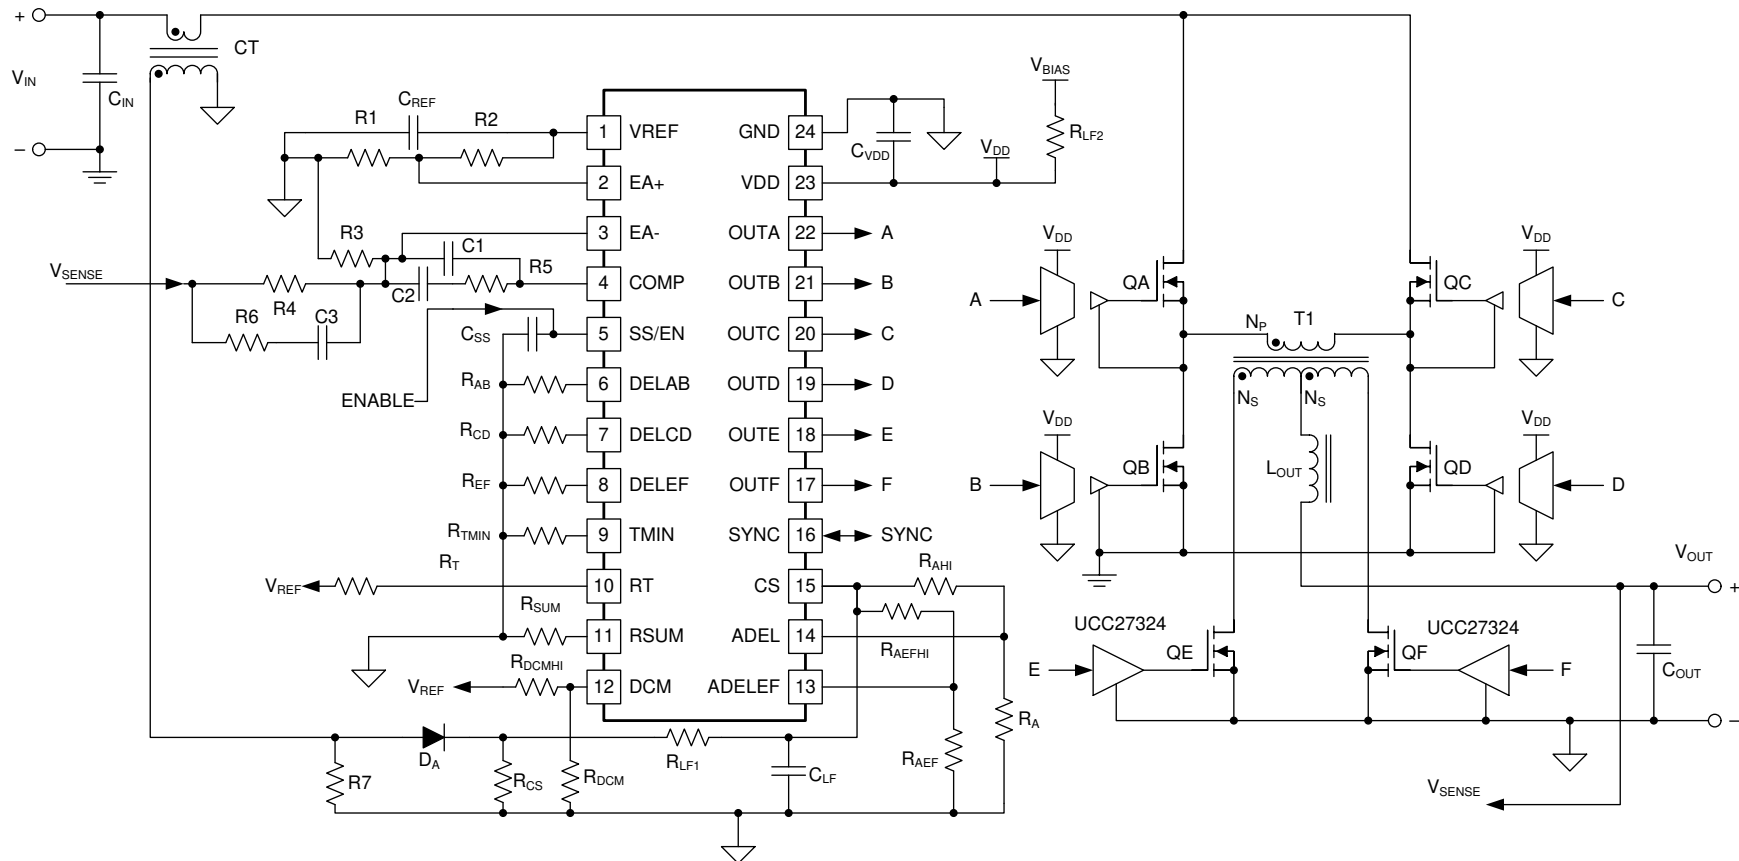 +
CT
VIN
CIN
–
R1
CREF
R2
R3
C1
VSENSE
R4
C2
R5
R6
C3
CSS
ENABLE
RAB
RCD
REF
RTMIN
RT
VREF
RSUM
RDCMHI
VREF
1 VREF
2 EA+
3 EA-
4 COMP
5 SS/EN
6 DELAB
7 DELCD
8 DELEF
9 TMIN
10 RT
11 RSUM
12 DCM
GND 24
VDD 23
OUTA 22 A
OUTB 21 B
OUTC 20 C
OUTD 19 D
OUTE 18 E
OUTF 17 F
SYNC 16 SYNC
CS 15
ADEL 14
ADELEF 13
CVDD
VDD
VBIAS
RLF2
RAHI
RAEFHI
RA
RAEF
DA
R7
RCS
RDCM
RLF1
CLF
VDD
A
QA
NP
T1
QC
VDD
C
NS
NS
VDD
B
QB
LOUT
QD
VDD
D
VOUT
+
UCC27324
E
QE
UCC27324
QF
F
COUT
–
VSENSE